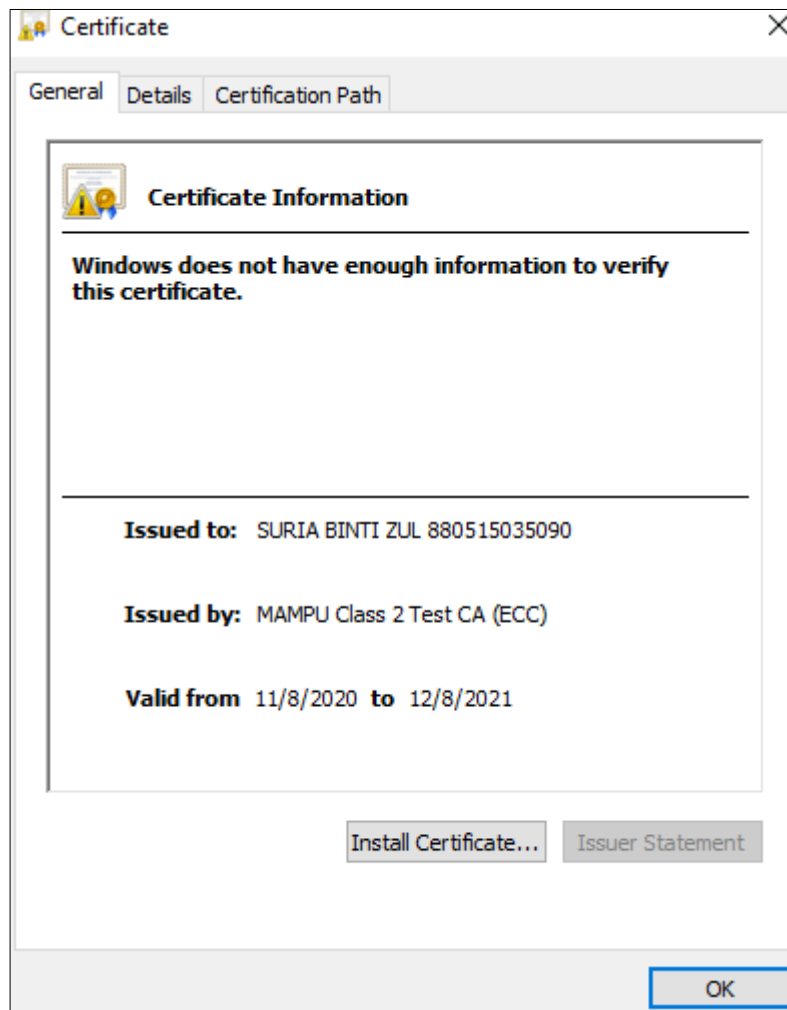 Certificate
General Details Certification Path
Certificate Information
Windows does not have enough information to verify
this certificate.
Issued to: SURIA BINTI ZUL 880515035090
Issued by: MAMPU Class 2 Test CA (ECC)
Valid from 11/8/2020 to 12/8/2021
Install Certificate... Issuer Statement
OK